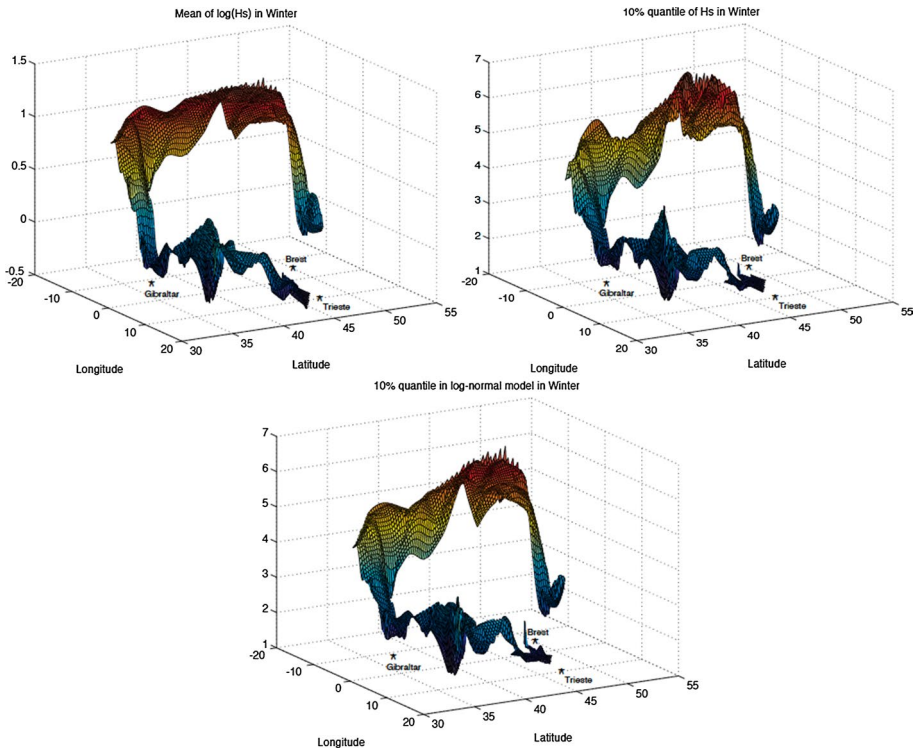 Mean of log(Hs) in Winter
1.5
1
0.5
0
-0.5
-20
-10
0
10
20
30
35
40
45
50
55
Longitude
Latitude
Brest
Gibraltar
Trieste
10% quantile of Hs in Winter
7
6
5
4
3
2
1
-20
-10
0
10
20
30
35
40
45
50
55
Longitude
Latitude
Brest
Gibraltar
Trieste
10% quantile in log-normal model in Winter
7
6
5
4
3
2
1
-20
-10
0
10
20
30
35
40
45
50
55
Longitude
Latitude
Brest
Gibraltar
Trieste